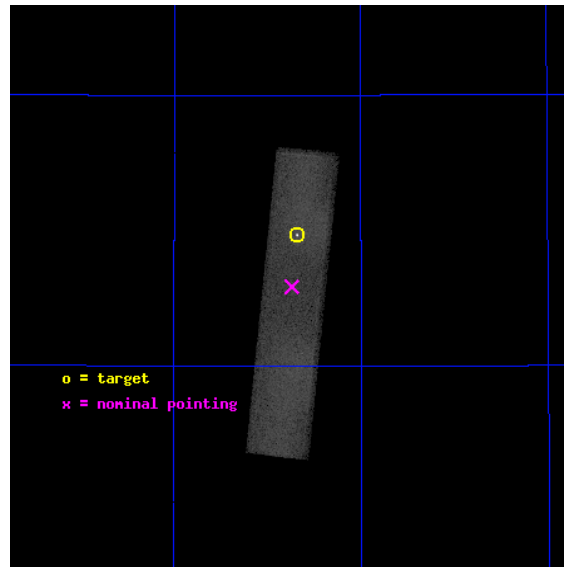 o = target
x = nominal pointing